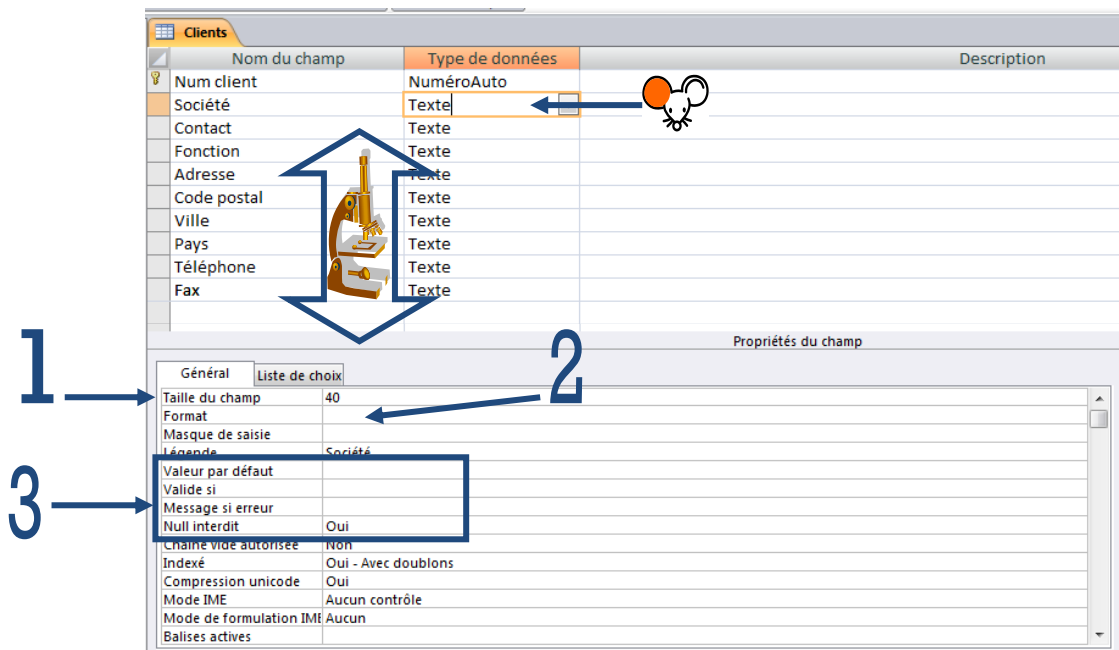 Clients
Nom du champ Type de données Description
Num client NuméroAuto
Société Texte
Contact Texte
Fonction Texte
Adresse Texte
Code postal Texte
Ville Texte
Pays Texte
Téléphone Texte
Fax Texte
Propriétés du champ
Général Liste de choix
1 2
Taille du champ 40
Format
Masque de saisie
Légende Société
3
Valeur par défaut
Valide si
Message si erreur
Null interdit Oui
Chaîne vide autorisée Non
Indexé Oui - Avec doublons
Compression unicode Oui
Mode IME Aucun contrôle
Mode de formulation IME Aucun
Balises actives